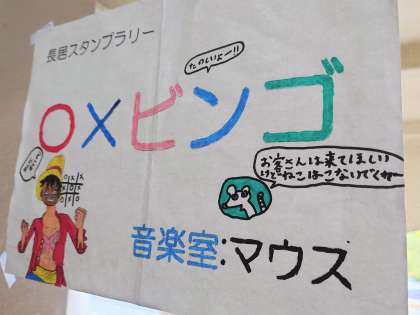 長居スタンプラリー
たのしいよー!!
○×ビンゴ
お客さんは来てほしい
けどねこはこないでくれー
音楽室:マウス